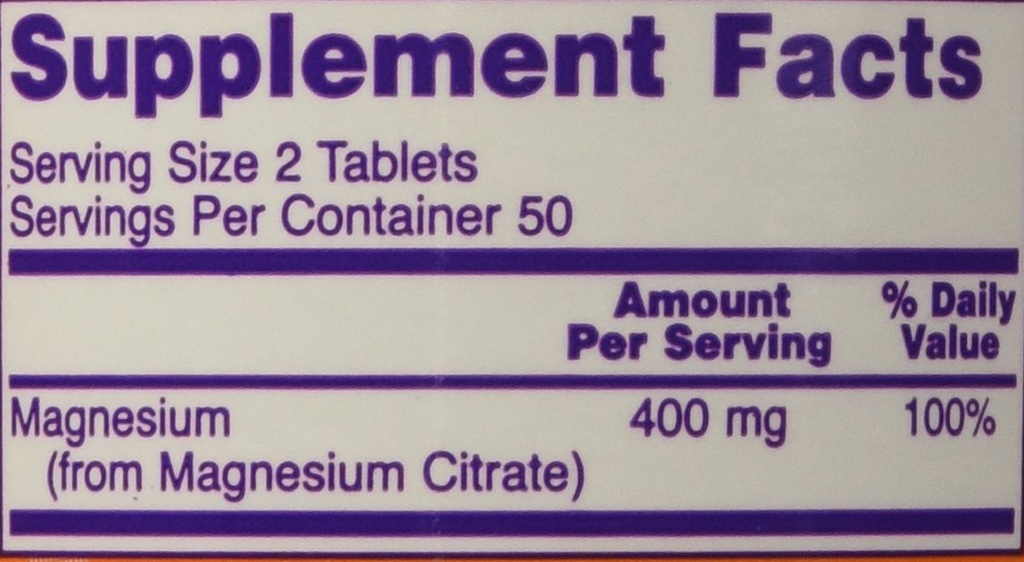 Supplement Facts
Serving Size 2 Tablets
Servings Per Container 50
Amount Per Serving
% Daily Value
Magnesium 400 mg 100%
(from Magnesium Citrate)